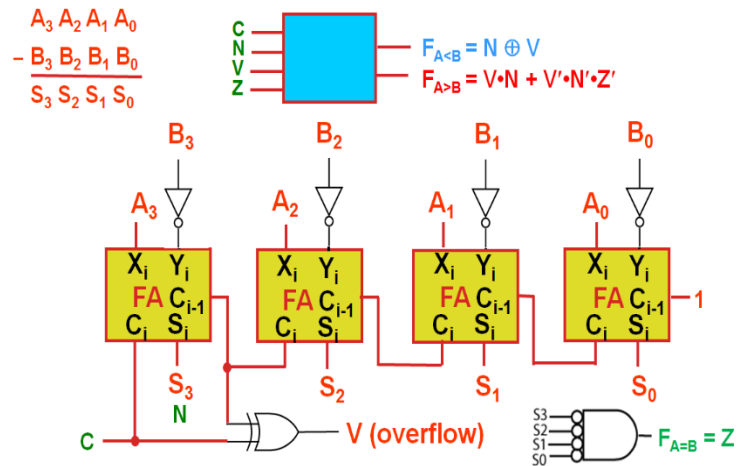 A₃ A₂ A₁ A₀
– B₃ B₂ B₁ B₀
S₃ S₂ S₁ S₀
C
N
V
Z
F_A<B = N ⊕ V
F_A>B = V•N + V′•N′•Z′
B₃ B₂ B₁ B₀
A₃ A₂ A₁ A₀
Xᵢ Yᵢ Xᵢ Yᵢ Xᵢ Yᵢ Xᵢ Yᵢ
FA Cᵢ₋₁ FA Cᵢ₋₁ FA Cᵢ₋₁ FA Cᵢ₋₁ 1
Cᵢ Sᵢ Cᵢ Sᵢ Cᵢ Sᵢ Cᵢ Sᵢ
S₃ S₂ S₁ S₀
N
C
V (overflow)
S3
S2
S1
S0
F_A=B = Z